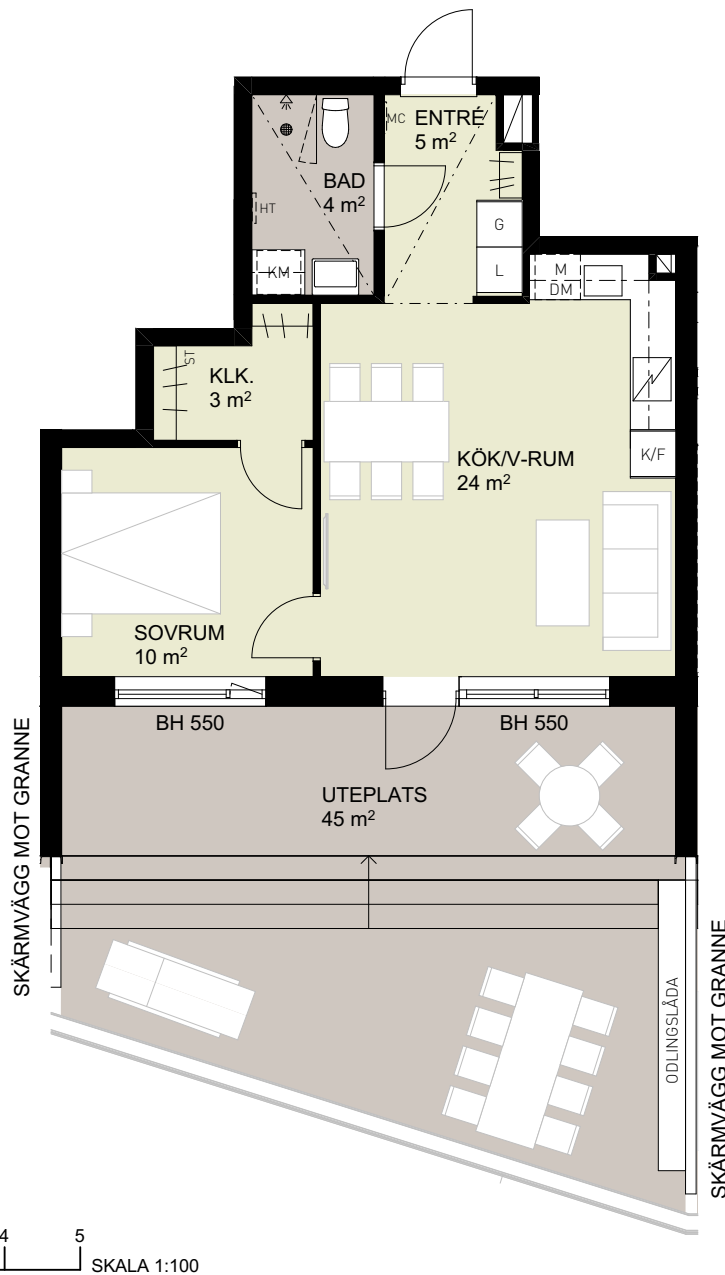 MC
ENTRÉ
5 m²
BAD
4 m²
HT
G
L
KM
M
DM
ST
KLK.
3 m²
KÖK/V-RUM
24 m²
K/F
SOVRUM
10 m²
BH 550
BH 550
UTEPLATS
45 m²
SKÄRMVÄGG MOT GRANNE
SKÄRMVÄGG MOT GRANNE
ODLINGSLÅDA
4
5
SKALA 1:100